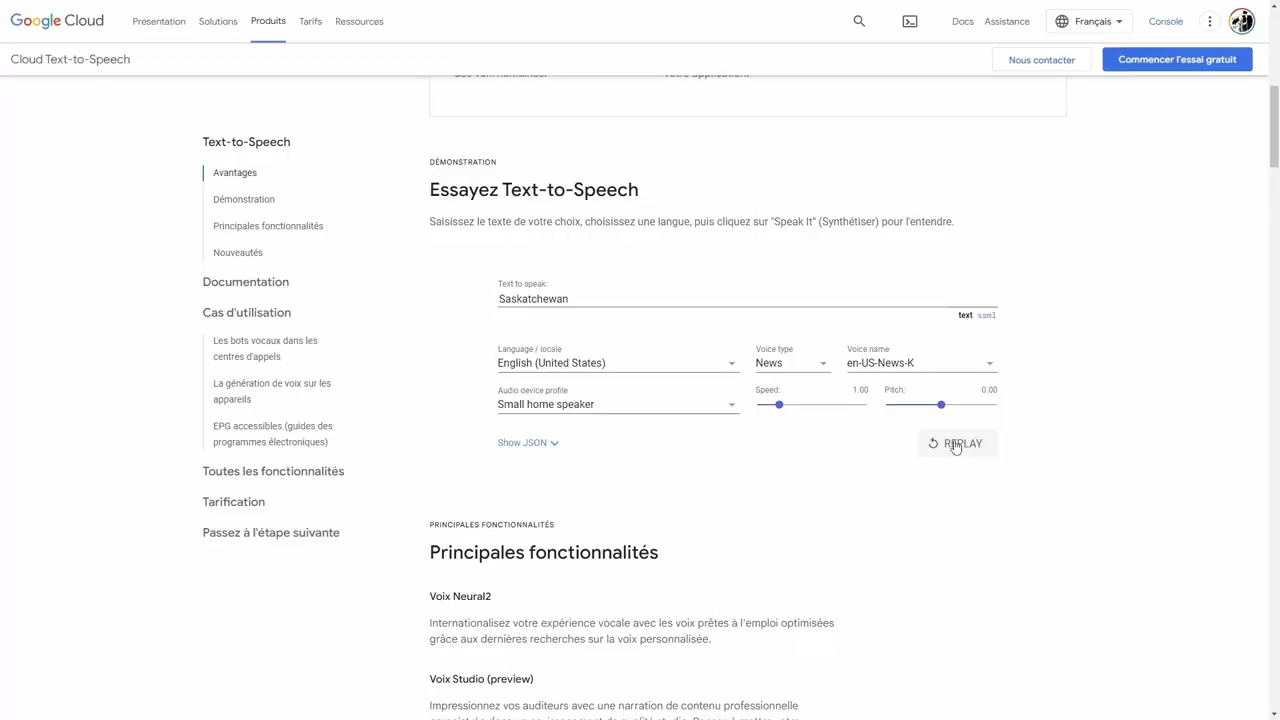 Google Cloud
Présentation
Solutions
Produits
Tarifs
Ressources
Docs
Assistance
Français
Console
Cloud Text-to-Speech
Nous contacter
Commencer l'essai gratuit
Text-to-Speech
Avantages
Démonstration
Principales fonctionnalités
Nouveautés
Documentation
Cas d'utilisation
Les bots vocaux dans les
centres d'appels
La génération de voix sur les
appareils
EPG accessibles (guides des
programmes électroniques)
Toutes les fonctionnalités
Tarification
Passez à l'étape suivante
DÉMONSTRATION
Essayez Text-to-Speech
Saisissez le texte de votre choix, choisissez une langue, puis cliquez sur "Speak It" (Synthétiser) pour l'entendre.
Text to speak:
Saskatchewan
text ssml
Language / locale
English (United States)
Voice type
News
Voice name
en-US-News-K
Audio device profile
Small home speaker
Speed: 1.00
Pitch: 0.00
Show JSON
REPLAY
PRINCIPALES FONCTIONNALITÉS
Principales fonctionnalités
Voix Neural2
Internationalisez votre expérience vocale avec les voix prêtes à l'emploi optimisées
grâce aux dernières recherches sur la voix personnalisée.
Voix Studio (preview)
Impressionnez vos auditeurs avec une narration de contenu professionnelle